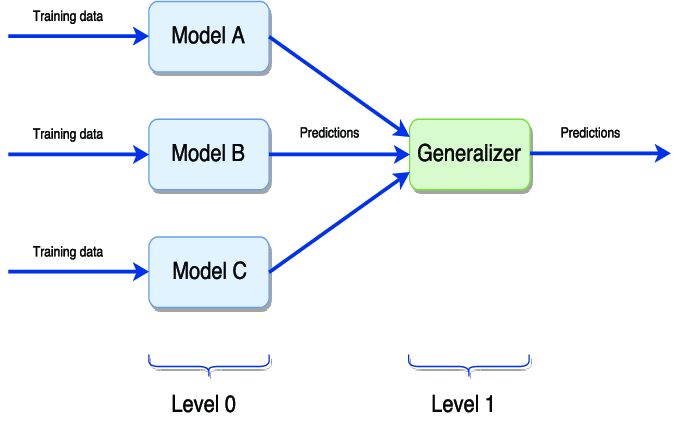 Training data
Model A
Training data
Model B
Predictions
Generalizer
Predictions
Training data
Model C
Level 0
Level 1